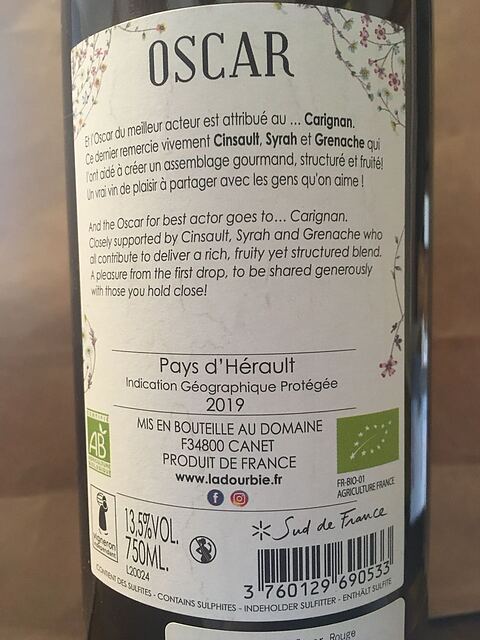 OSCAR
Et l'Oscar du meilleur acteur est attribué au ... Carignan.
Ce dernier remercie vivement Cinsault, Syrah et Grenache qui
l'ont aidé à créer un assemblage gourmand, structuré et fruité!
Un vrai vin de plaisir à partager avec les gens qu'on aime !
And the Oscar for best actor goes to... Carignan.
Closely supported by Cinsault, Syrah and Grenache who
all contribute to deliver a rich, fruity yet structured blend.
A pleasure from the first drop, to be shared generously
with those you hold close!
Pays d'Hérault
Indication Géographique Protégée
2019
MIS EN BOUTEILLE AU DOMAINE
F34800 CANET
PRODUIT DE FRANCE
www.ladourbie.fr
AB
AGRICULTURE
BIOLOGIQUE
FR-BIO-01
AGRICULTURE FRANCE
Vigneron
indépendant
13,5%VOL.
750ML.
L20024
Sud de France
3 760129 690533
CONTIENT DES SULFITES - CONTAINS SULPHITES - INDEHOLDER SULFITTER - ENTHÄLT SULFITE
Rouge